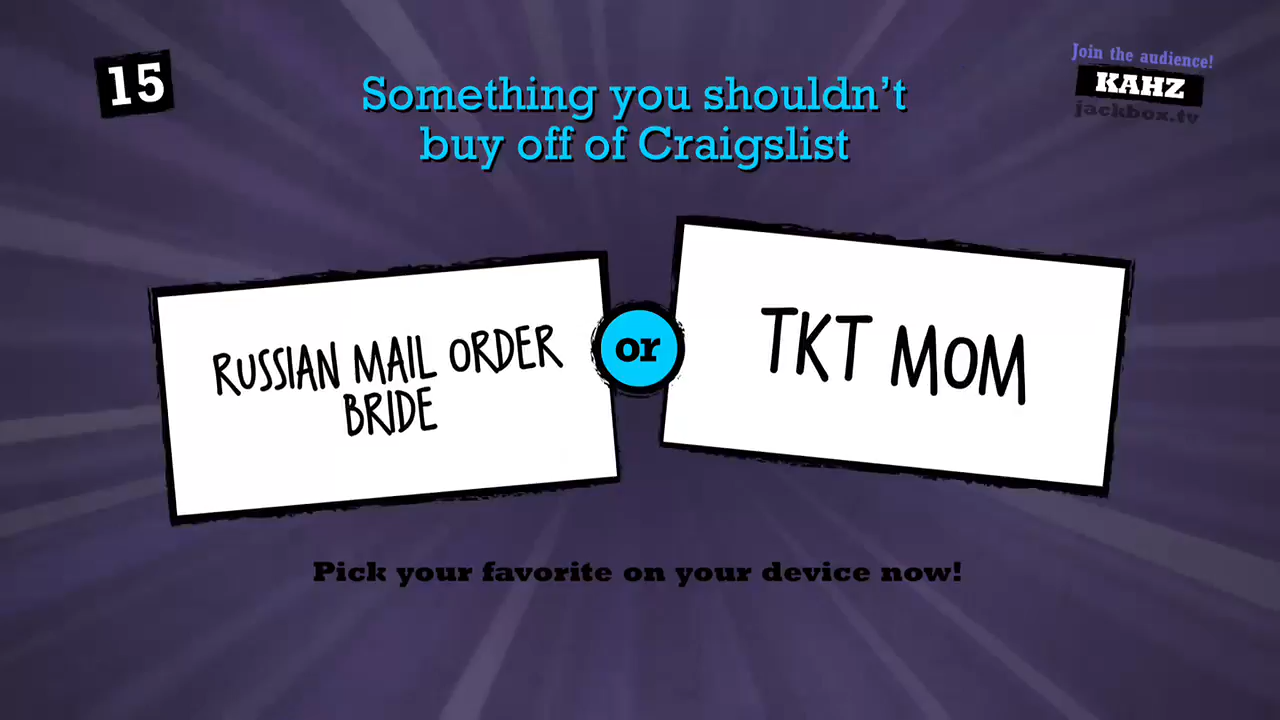 15
Something you shouldn't
buy off of Craigslist
Join the audience!
KAHZ
jackbox.tv
RUSSIAN MAIL ORDER
BRIDE
or
TKT MOM
Pick your favorite on your device now!